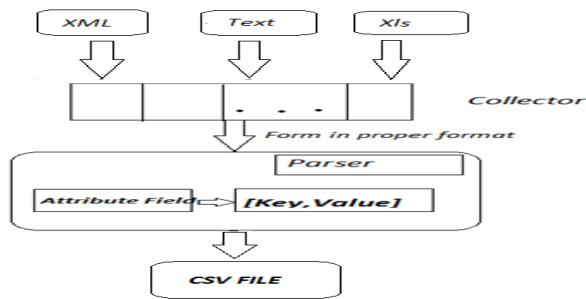 XML
Text
Xls
. . .
Collector
Form in proper format
Parser
Attribute Field
[Key,Value]
CSV FILE